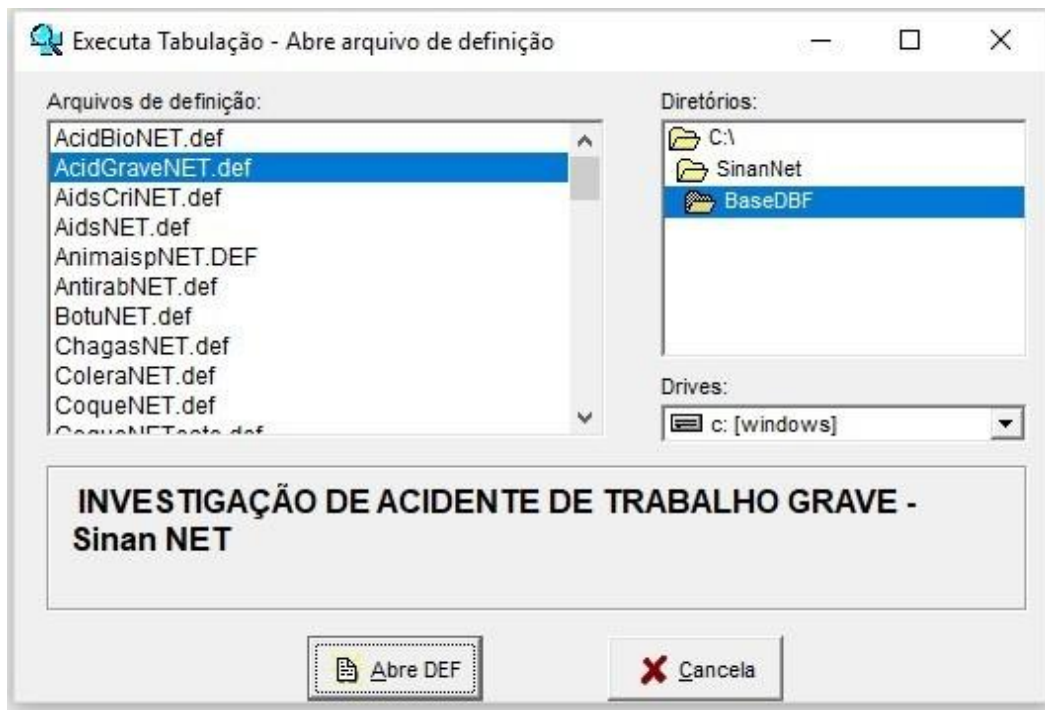 Executa Tabulação - Abre arquivo de definição
Arquivos de definição:
AcidBioNET.def
AcidGraveNET.def
AidsCriNET.def
AidsNET.def
AnimaispNET.DEF
AntirabNET.def
BotuNET.def
ChagasNET.def
ColeraNET.def
CoqueNET.def
Diretórios:
C:\
SinanNet
BaseDBF
Drives:
c: [windows]
INVESTIGAÇÃO DE ACIDENTE DE TRABALHO GRAVE -
Sinan NET
Abre DEF
Cancela